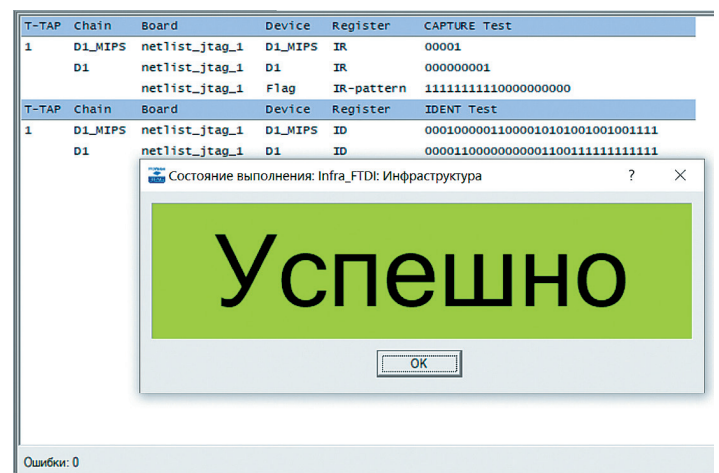 T-TAP Chain Board Device Register CAPTURE Test
1 D1_MIPS netlist_jtag_1 D1_MIPS IR 00001
D1 netlist_jtag_1 D1 IR 000000001
netlist_jtag_1 Flag IR-pattern 11111111110000000000
T-TAP Chain Board Device Register IDENT Test
1 D1_MIPS netlist_jtag_1 D1_MIPS ID 00010000011000010101001001001111
D1 netlist_jtag_1 D1 ID 00001100000000001100111111111111
Состояние выполнения: Infra_FTDI: Инфраструктура ?
Успешно
OK
Ошибки: 0